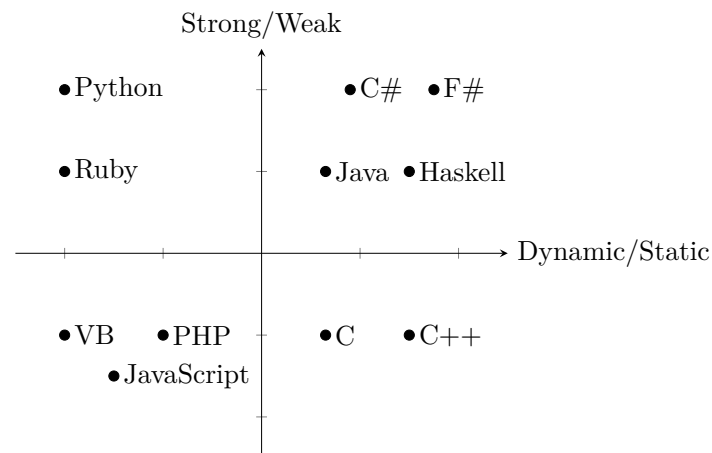 Strong/Weak
Python
C#
F#
Ruby
Java
Haskell
Dynamic/Static
VB
PHP
C
C++
JavaScript